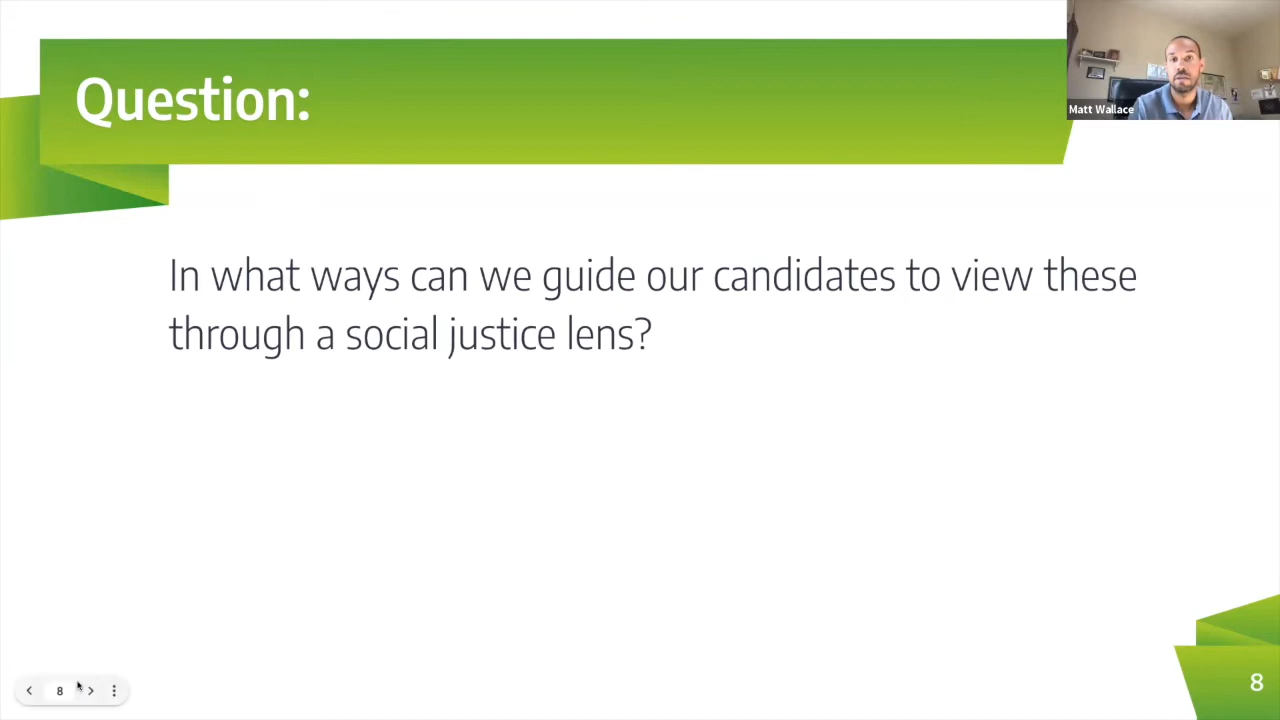 Question:
Matt Wallace
In what ways can we guide our candidates to view these
through a social justice lens?
8
8